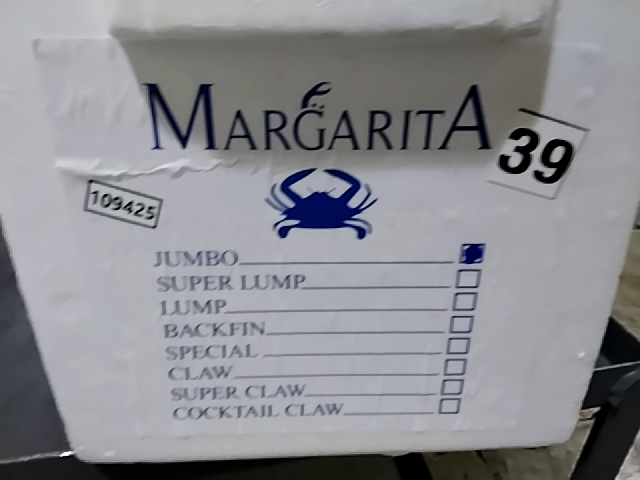 MARGARITA
39
109425
JUMBO
SUPER LUMP
LUMP
BACKFIN
SPECIAL
CLAW
SUPER CLAW
COCKTAIL CLAW